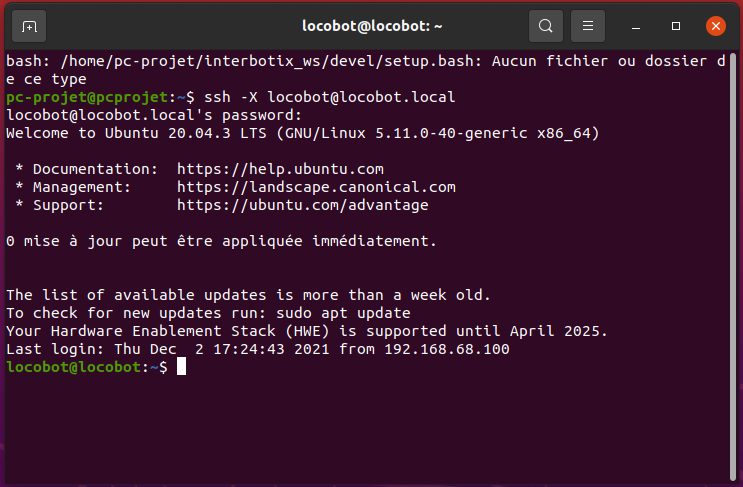 locobot@locobot: ~
bash: /home/pc-projet/interbotix_ws/devel/setup.bash: Aucun fichier ou dossier d
e ce type
pc-projet@pcprojet:~$ ssh -X locobot@locobot.local
locobot@locobot.local's password:
Welcome to Ubuntu 20.04.3 LTS (GNU/Linux 5.11.0-40-generic x86_64)
* Documentation:  https://help.ubuntu.com
* Management:     https://landscape.canonical.com
* Support:        https://ubuntu.com/advantage
0 mise à jour peut être appliquée immédiatement.
The list of available updates is more than a week old.
To check for new updates run: sudo apt update
Your Hardware Enablement Stack (HWE) is supported until April 2025.
Last login: Thu Dec  2 17:24:43 2021 from 192.168.68.100
locobot@locobot:~$